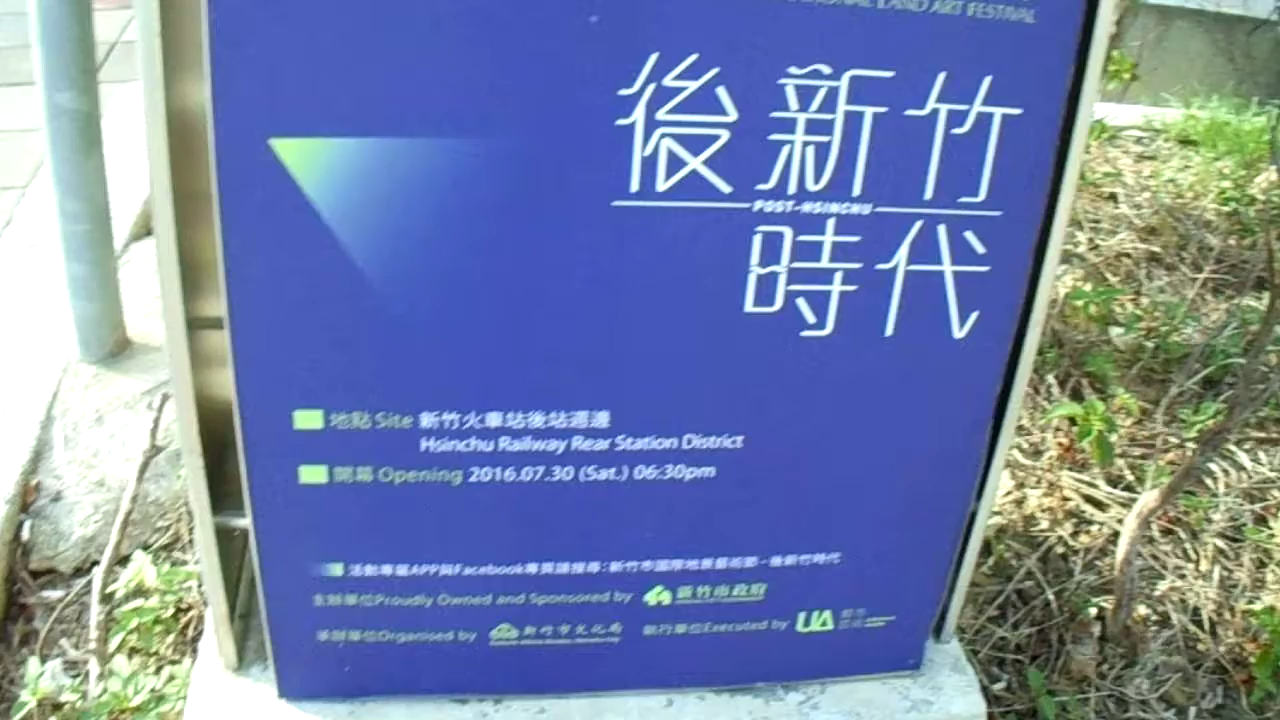 LAND ART FESTIVAL
後新竹
POST-HSINCHU
時代
地點 Site 新竹火車站後站週邊
Hsinchu Railway Rear Station District
開幕 Opening 2016.07.30 (Sat.) 06:30pm
活動專屬APP與Facebook專頁請搜尋:新竹市國際地景藝術節-後新竹時代
主辦單位Proudly Owned and Sponsored by 新竹市政府
承辦單位Organised by 新竹市文化局 執行單位Executed by UA